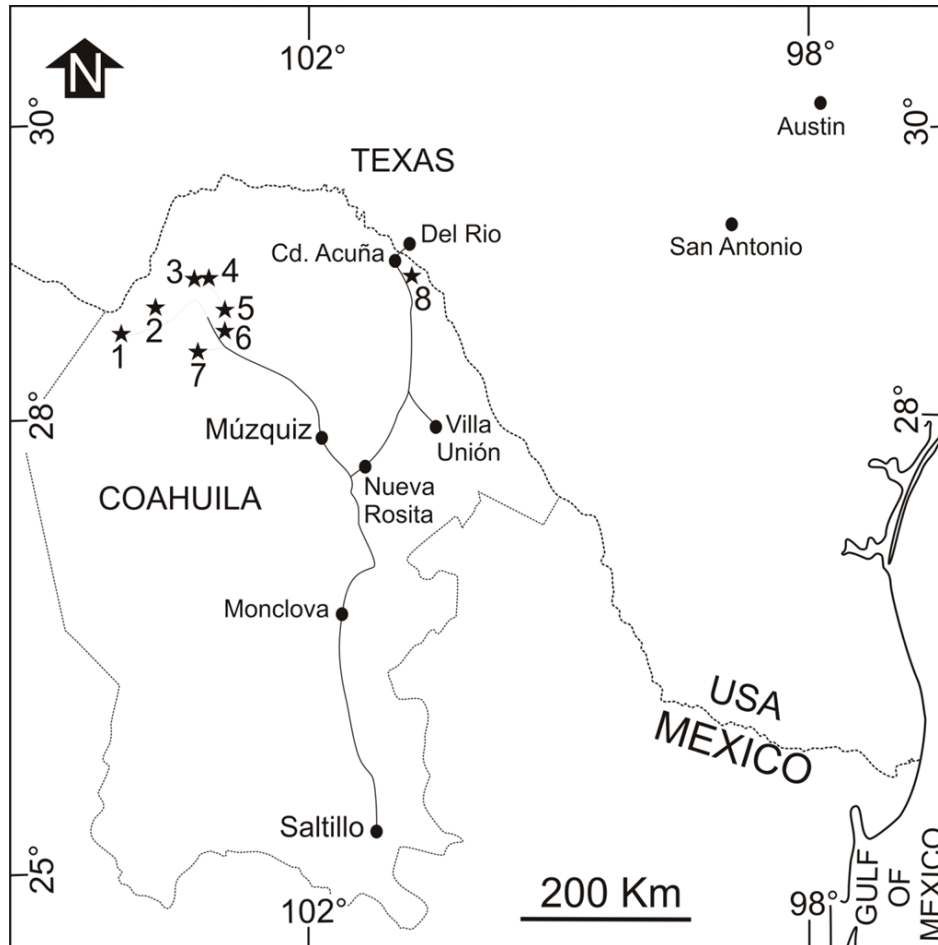 N
102°
98°
30°
Austin
30°
TEXAS
Del Rio
San Antonio
Cd. Acuña
3
4
8
2
5
1
6
7
28°
28°
Múzquiz
Villa
Unión
COAHUILA
Nueva
Rosita
Monclova
USA
MEXICO
Saltillo
25°
200 Km
102°
98°
GULF
OF
MEXICO